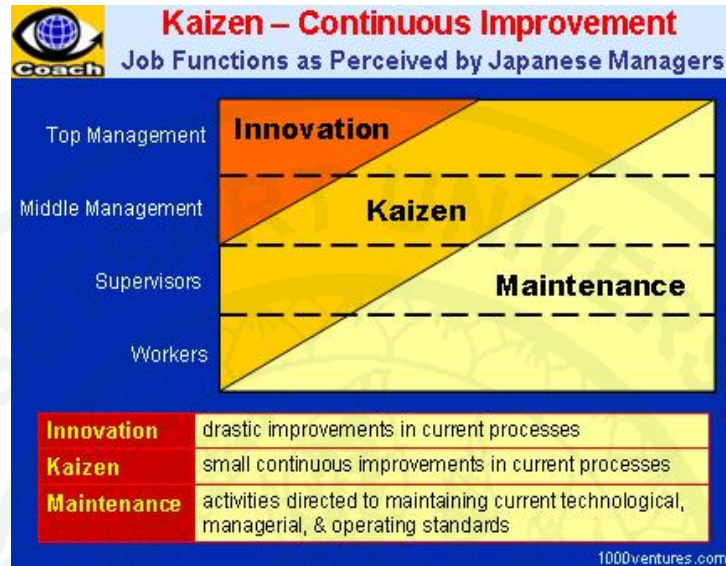 Kaizen – Continuous Improvement
Coach
Job Functions as Perceived by Japanese Managers
Top Management
Innovation
Middle Management
Kaizen
Supervisors
Maintenance
Workers
Innovation drastic improvements in current processes
Kaizen small continuous improvements in current processes
Maintenance activities directed to maintaining current technological,
managerial, & operating standards
1000ventures.com